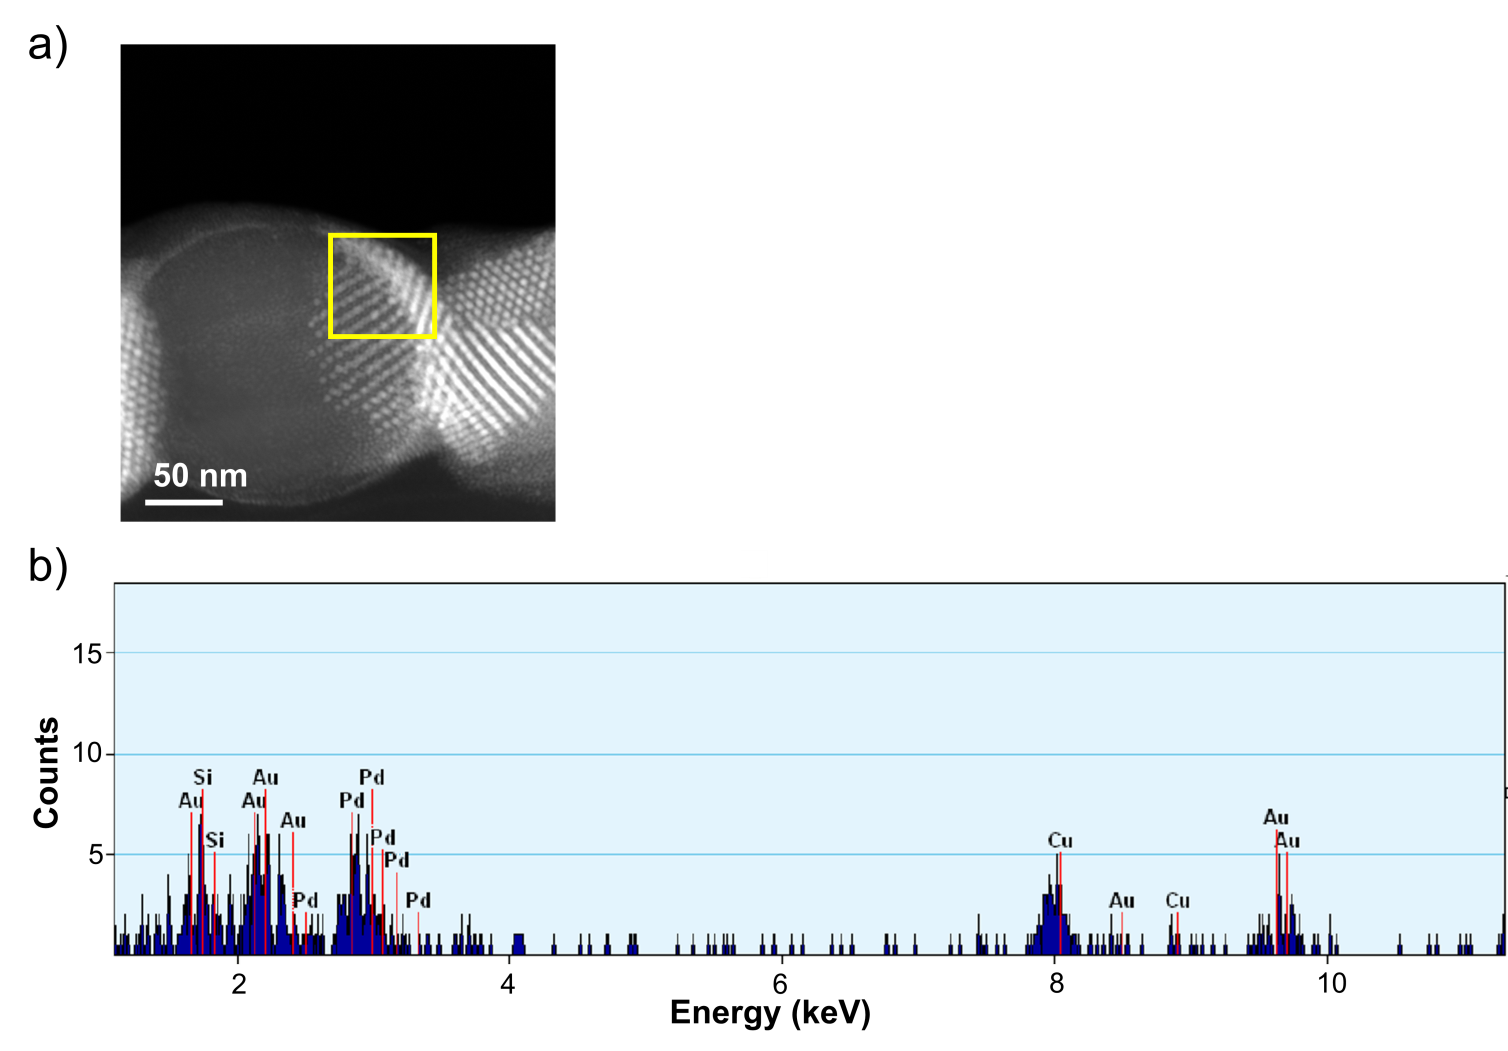 a)
50 nm
b)
Counts
15
10
5
Au
Si
Si
Au
Au
Au
Pd
Pd
Pd
Pd
Pd
Pd
Cu
Au
Cu
Au
Au
2
4
6
8
10
Energy (keV)